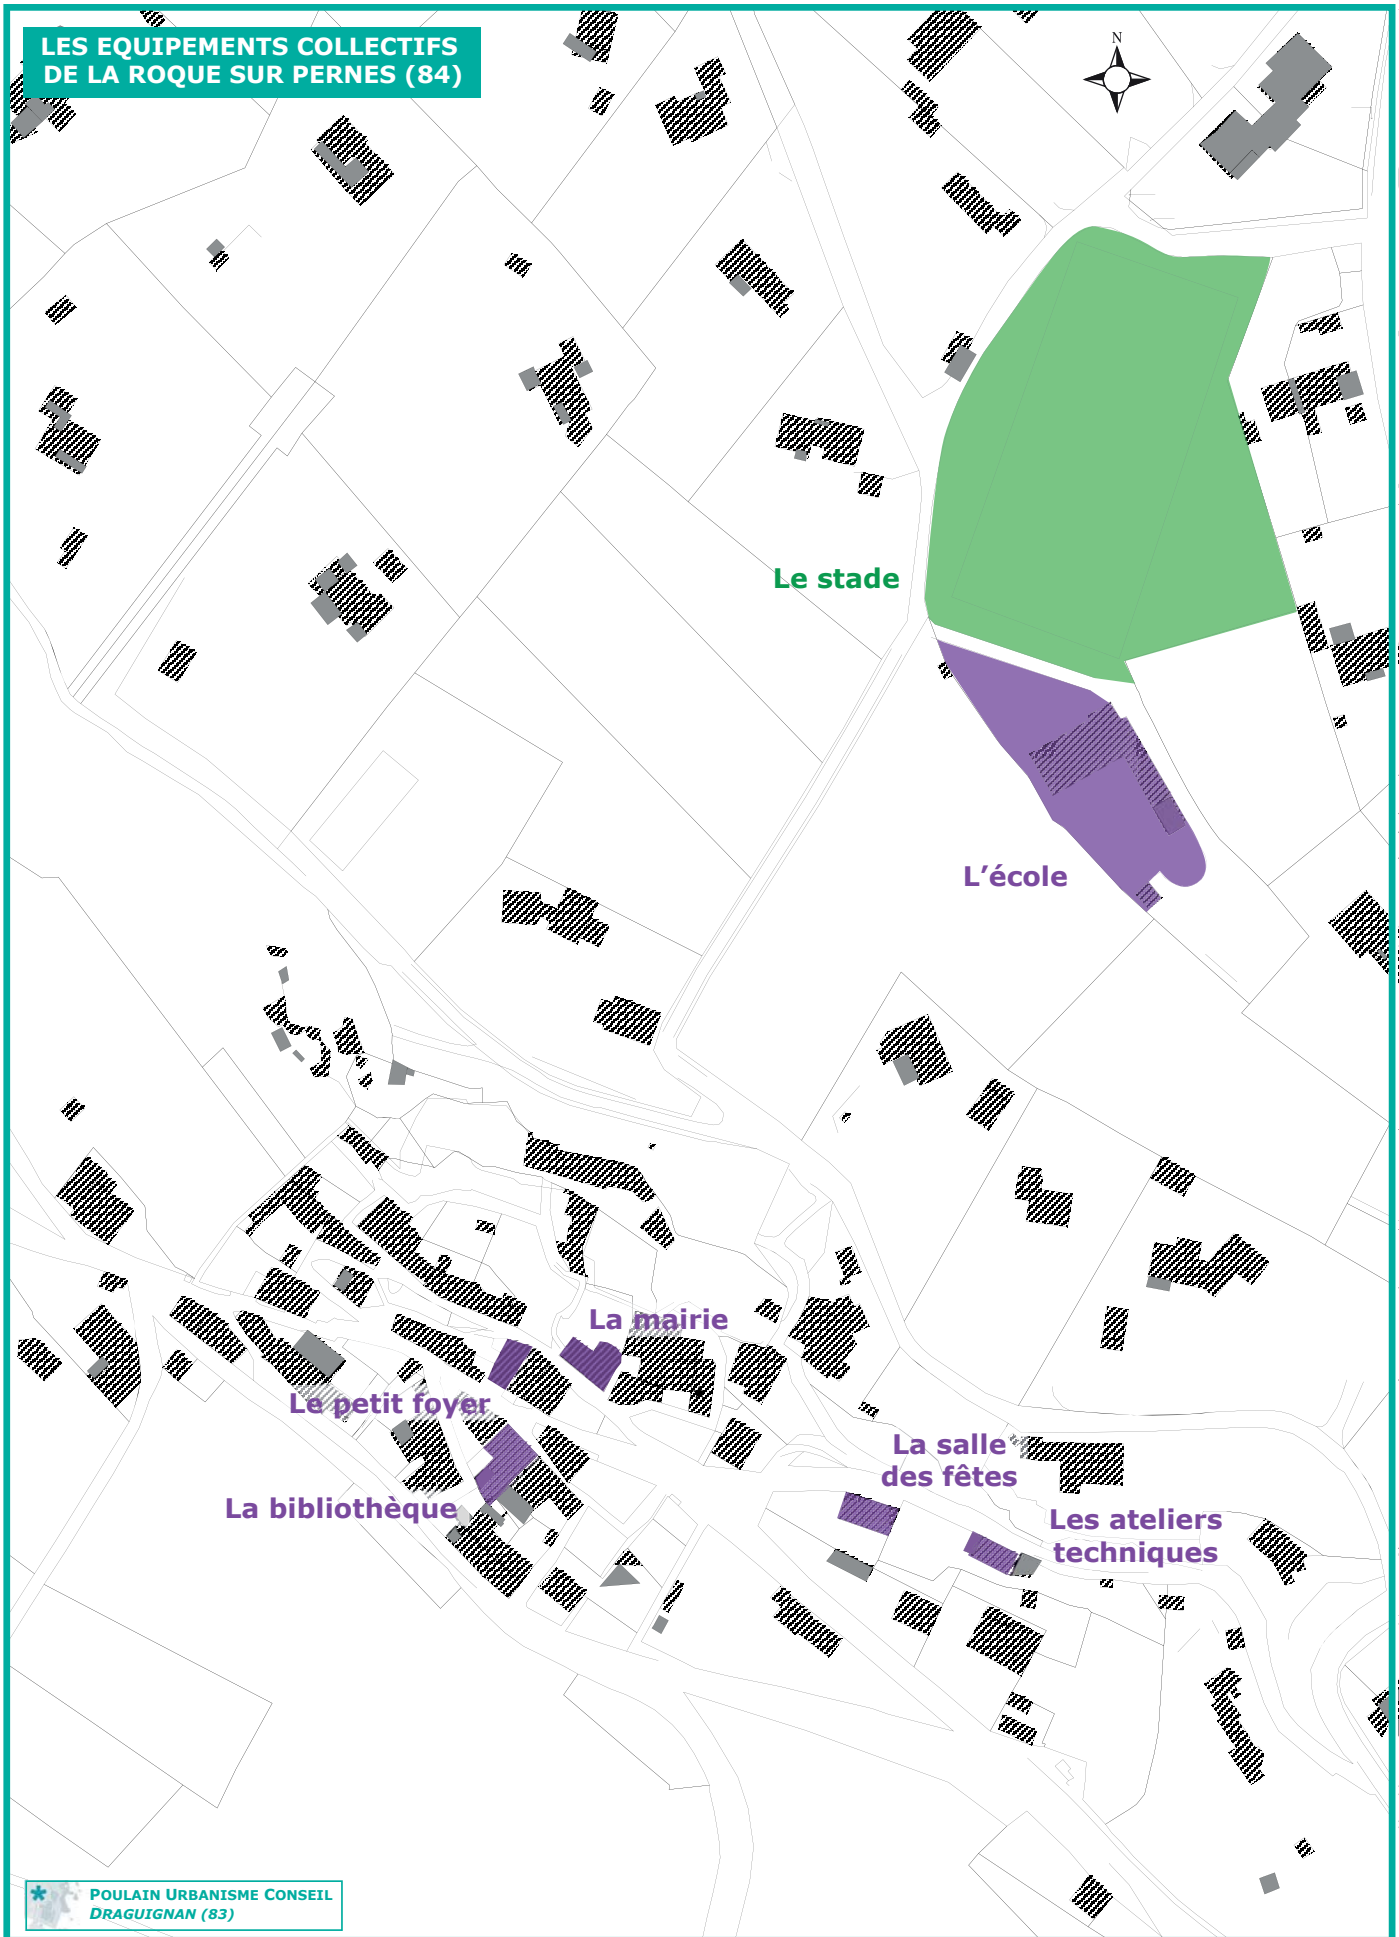 LES EQUIPEMENTS COLLECTIFS
DE LA ROQUE SUR PERNES (84)
N
Le stade
L’école
La mairie
Le petit foyer
La salle
des fêtes
La bibliothèque
Les ateliers
techniques
* POULAIN URBANISME CONSEIL
DRAGUIGNAN (83)